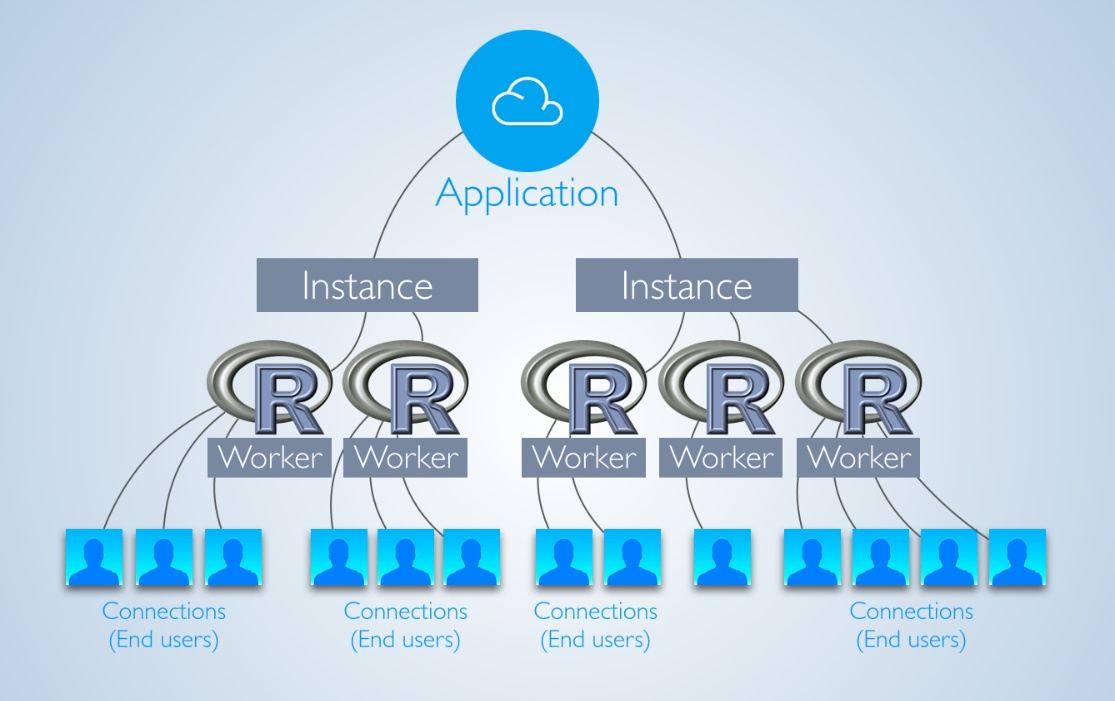 Application
Instance
Instance
R
R
R
R
R
Worker
Worker
Worker
Worker
Worker
Connections
(End users)
Connections
(End users)
Connections
(End users)
Connections
(End users)